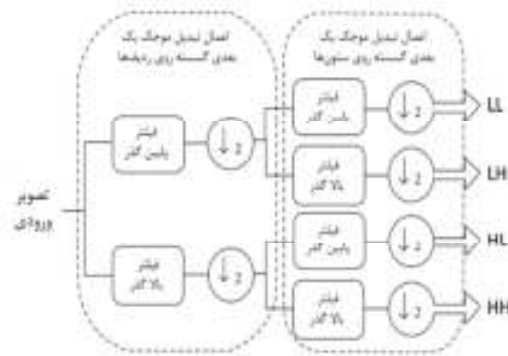 اعمال تبدیل موجک یک
بعدی گسسته روی ردیف‌ها
اعمال تبدیل موجک یک
بعدی گسسته روی ستون‌ها
تصویر
ورودی
فیلتر
پایین گذر
↓ 2
فیلتر
بالا گذر
↓ 2
فیلتر
پایین گذر
↓ 2
LL
فیلتر
بالا گذر
↓ 2
LH
فیلتر
پایین گذر
↓ 2
HL
فیلتر
بالا گذر
↓ 2
HH